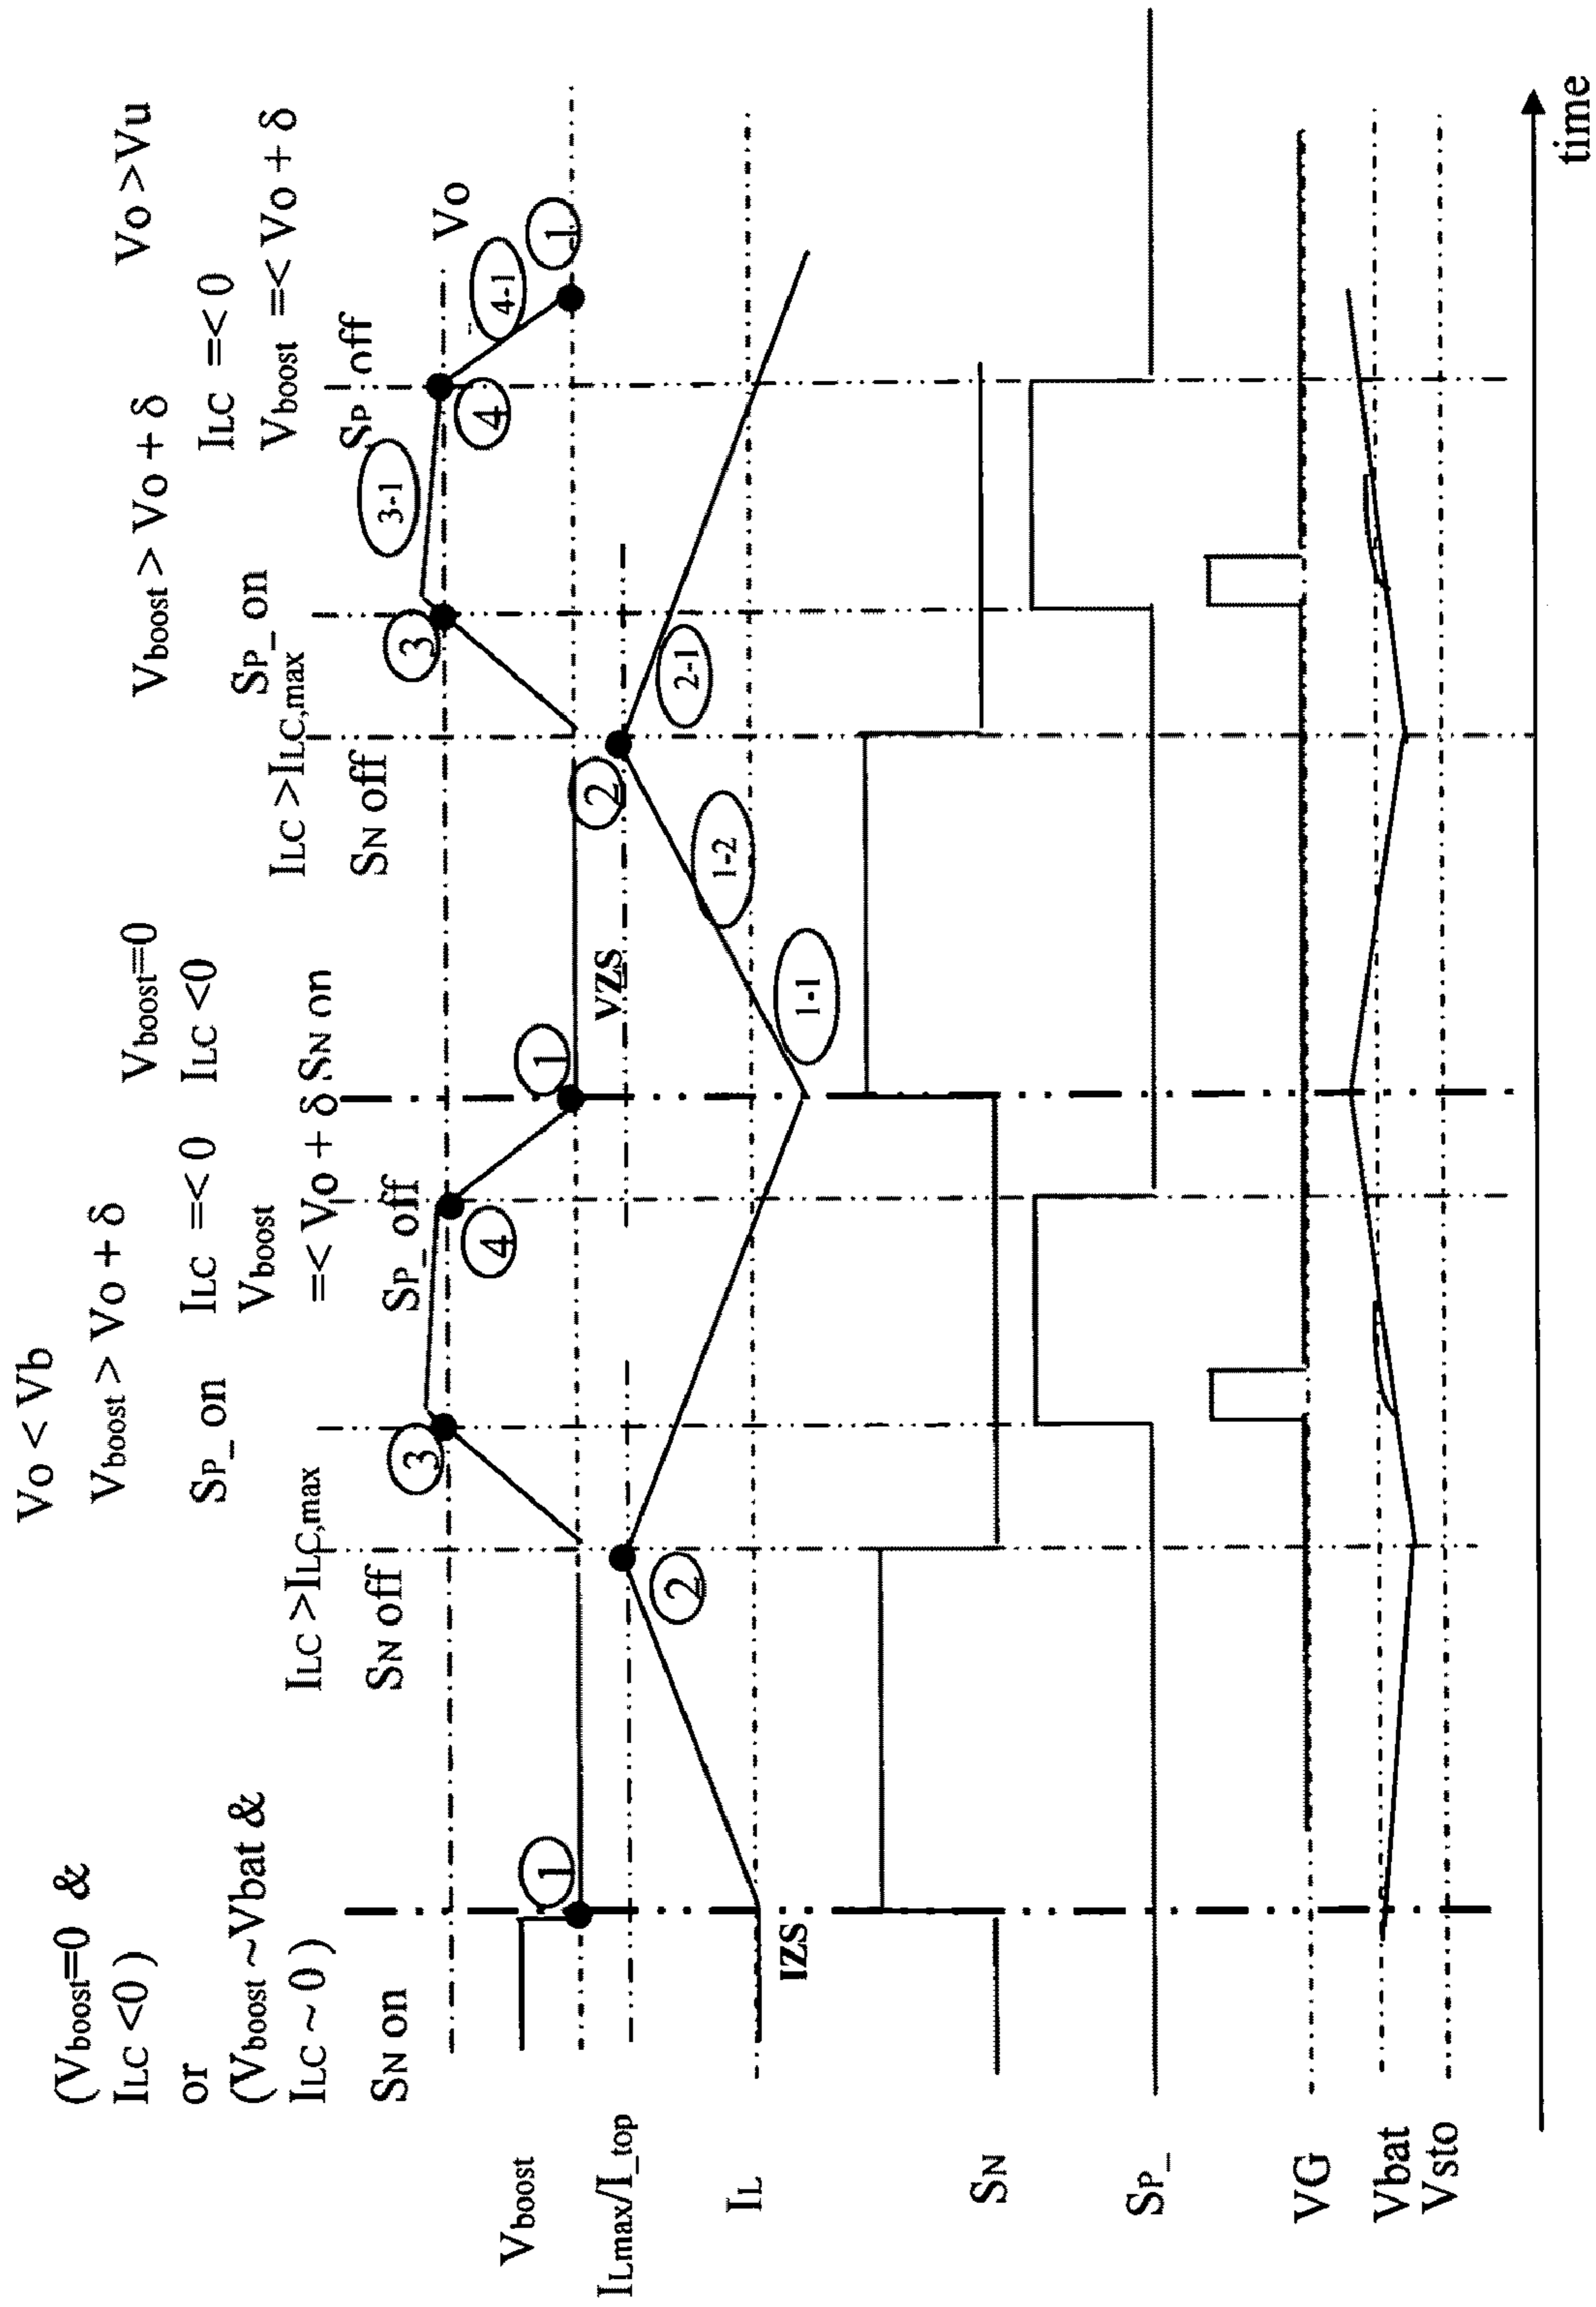 (Vboost=0 &
ILC <0 )
or
(Vboost ~Vbat &
ILC ~ 0 )
SN on
ILC >ILC,max
SN off
Vo < Vb
Vboost > Vo + δ
SP_on
ILC =< 0
Vboost
=< Vo + δ
SP_off
Vboost=0
ILC <0
SN on
ILC >ILC,max
SN off
Vboost > Vo + δ
SP_on
Vo >Vu
ILC =< 0
Vboost =< Vo + δ
SP_off
Vboost
1
3
4
1
3
3-1
4
4-1
Vo
1
ILmax/I_top
2
VZS
2
IL
IZS
1-1
1-2
2-1
SN
SP_
VG
Vbat
Vsto
time